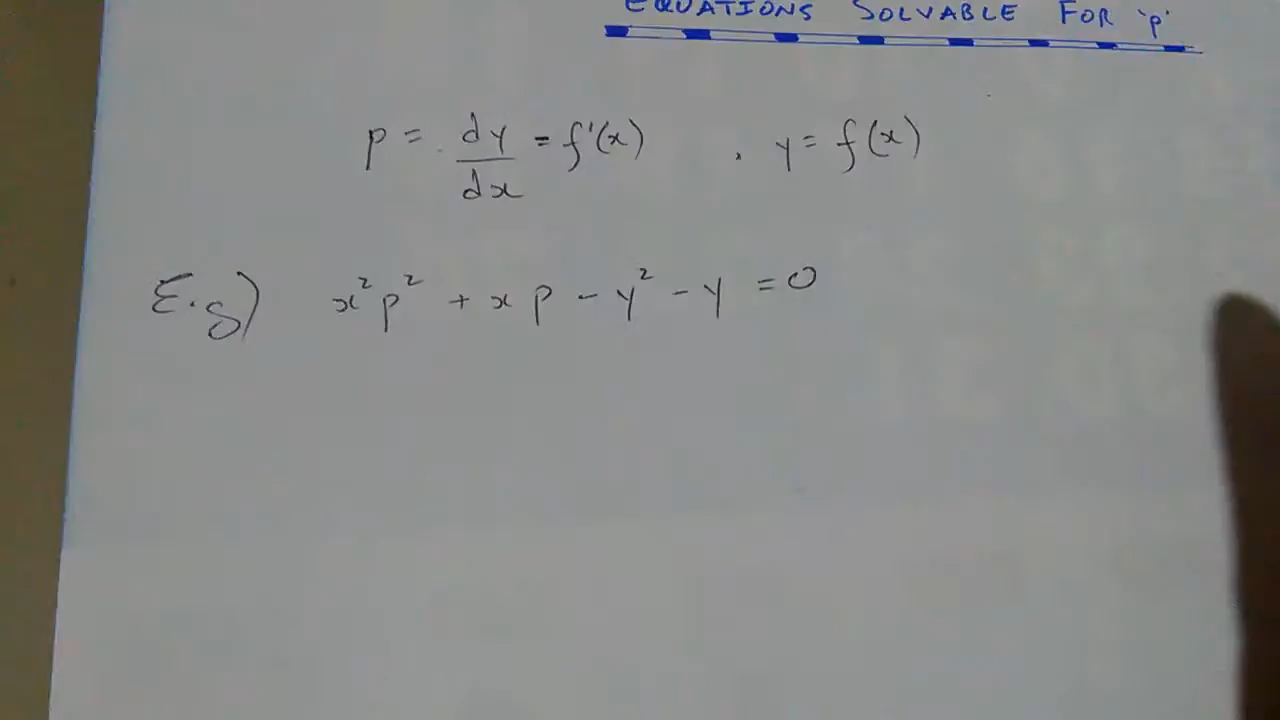 EQUATIONS SOLVABLE FOR 'p'
p = dy/dx = f'(x) , y = f(x)
E.g) x²p² + xp - y² - y = 0